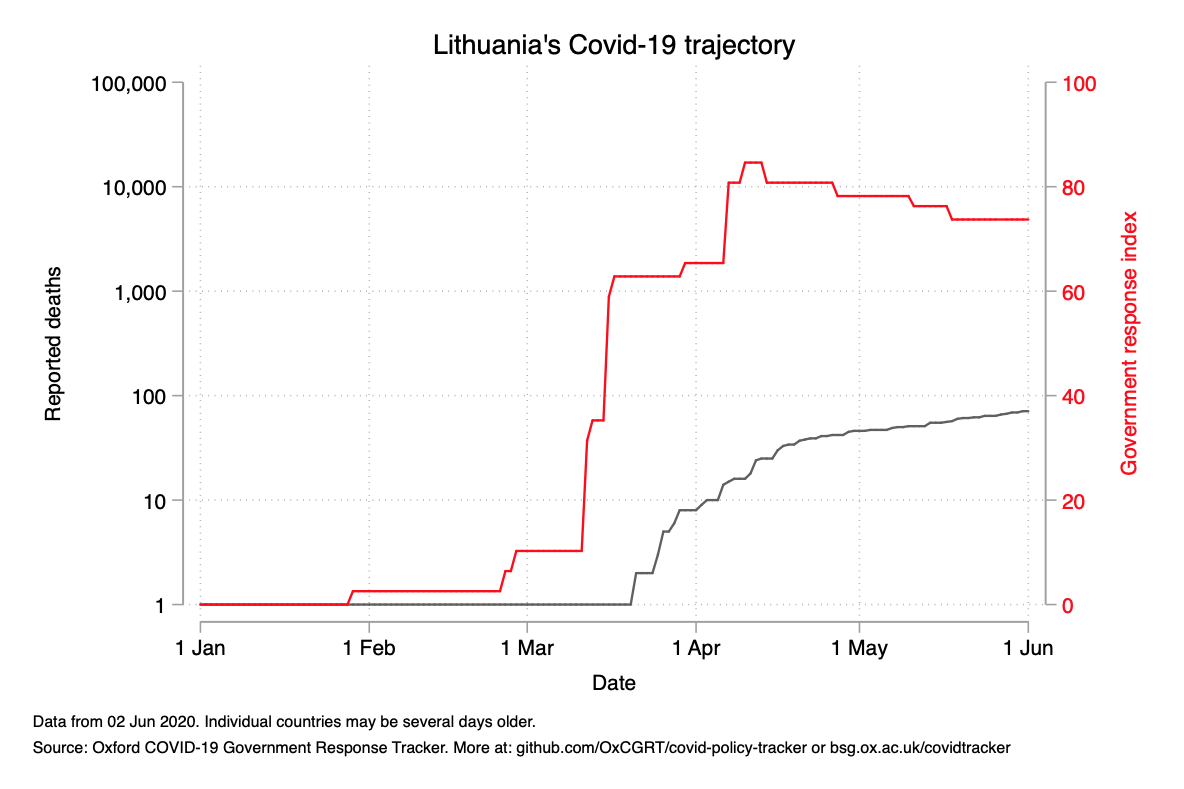 Lithuania's Covid-19 trajectory
100,000
10,000
1,000
100
10
1
Reported deaths
100
80
60
40
20
0
Government response index
1 Jan 1 Feb 1 Mar 1 Apr 1 May 1 Jun
Date
Data from 02 Jun 2020. Individual countries may be several days older.
Source: Oxford COVID-19 Government Response Tracker. More at: github.com/OxCGRT/covid-policy-tracker or bsg.ox.ac.uk/covidtracker